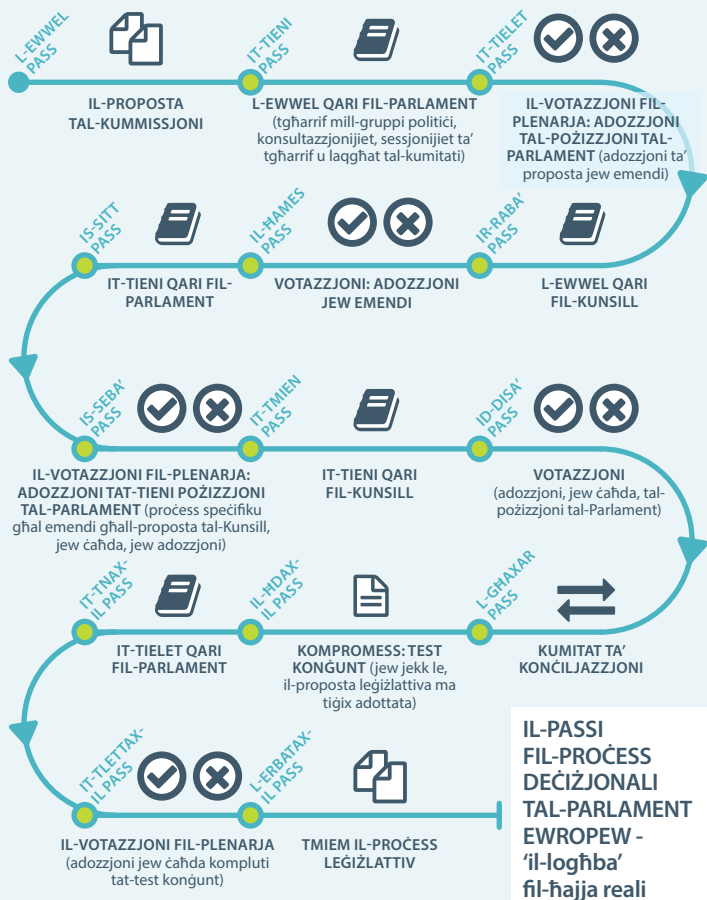 L-EWWEL
PASS
IL-PROPOSTA
TAL-KUMMISSJONI
IT-TIENI
PASS
L-EWWEL QARI FIL-PARLAMENT
(tgħarrif mill-gruppi politiċi,
konsultazzjonijiet, sessjonijiet ta’
tgħarrif u laqgħat tal-kumitati)
IT-TIELET
PASS
IL-VOTAZZJONI FIL-
PLENARJA: ADOZZJONI
TAL-POŻIZZJONI TAL-
PARLAMENT (adozzjoni ta’
proposta jew emendi)
IR-RABA’
PASS
L-EWWEL QARI
FIL-KUNSILL
IL-ĦAMES
PASS
VOTAZZJONI: ADOZZJONI
JEW EMENDI
IS-SITT
PASS
IT-TIENI QARI FIL-
PARLAMENT
IS-SEBA’
PASS
IL-VOTAZZJONI FIL-PLENARJA:
ADOZZJONI TAT-TIENI POŻIZZJONI
TAL-PARLAMENT (proċess speċifiku
għal emendi għall-proposta tal-Kunsill,
jew ċaħda, jew adozzjoni)
IT-TMIEN
PASS
IT-TIENI QARI
FIL-KUNSILL
ID-DISA’
PASS
VOTAZZJONI
(adozzjoni, jew ċaħda, tal-
pożizzjoni tal-Parlament)
L-GĦAXAR
PASS
KUMITAT TA’
KONĊILJAZZJONI
IL-ĦDAX-
IL PASS
KOMPROMESS: TEST
KONĠUNT (jew jekk le,
il-proposta leġiżlattiva ma
tiġix adottata)
IT-TNAX-
IL PASS
IT-TIELET QARI
FIL-PARLAMENT
IT-TLETTAX-
IL PASS
IL-VOTAZZJONI FIL-PLENARJA
(adozzjoni jew ċaħda kompluti
tat-test konġunt)
L-ERBATAX-
IL PASS
TMIEM IL-PROĊESS
LEĠIŻLATTIV
IL-PASSI
FIL-PROĊESS
DEĊIŻJONALI
TAL-PARLAMENT
EWROPEW -
‘il-logħba’
fil-ħajja reali